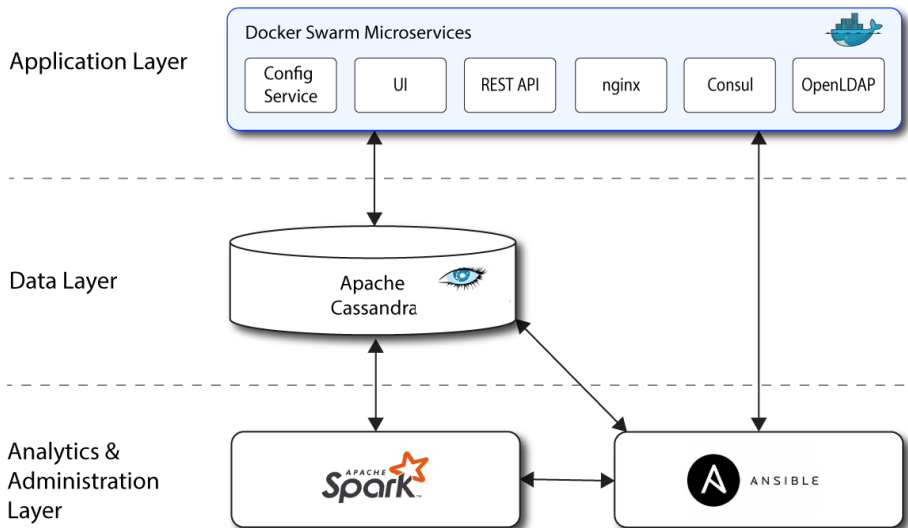 Docker Swarm Microservices
Application Layer
Config
Service
UI
REST API
nginx
Consul
OpenLDAP
Data Layer
Apache
Cassandra
Analytics &
Administration
Layer
APACHE
Spark™
A
ANSIBLE